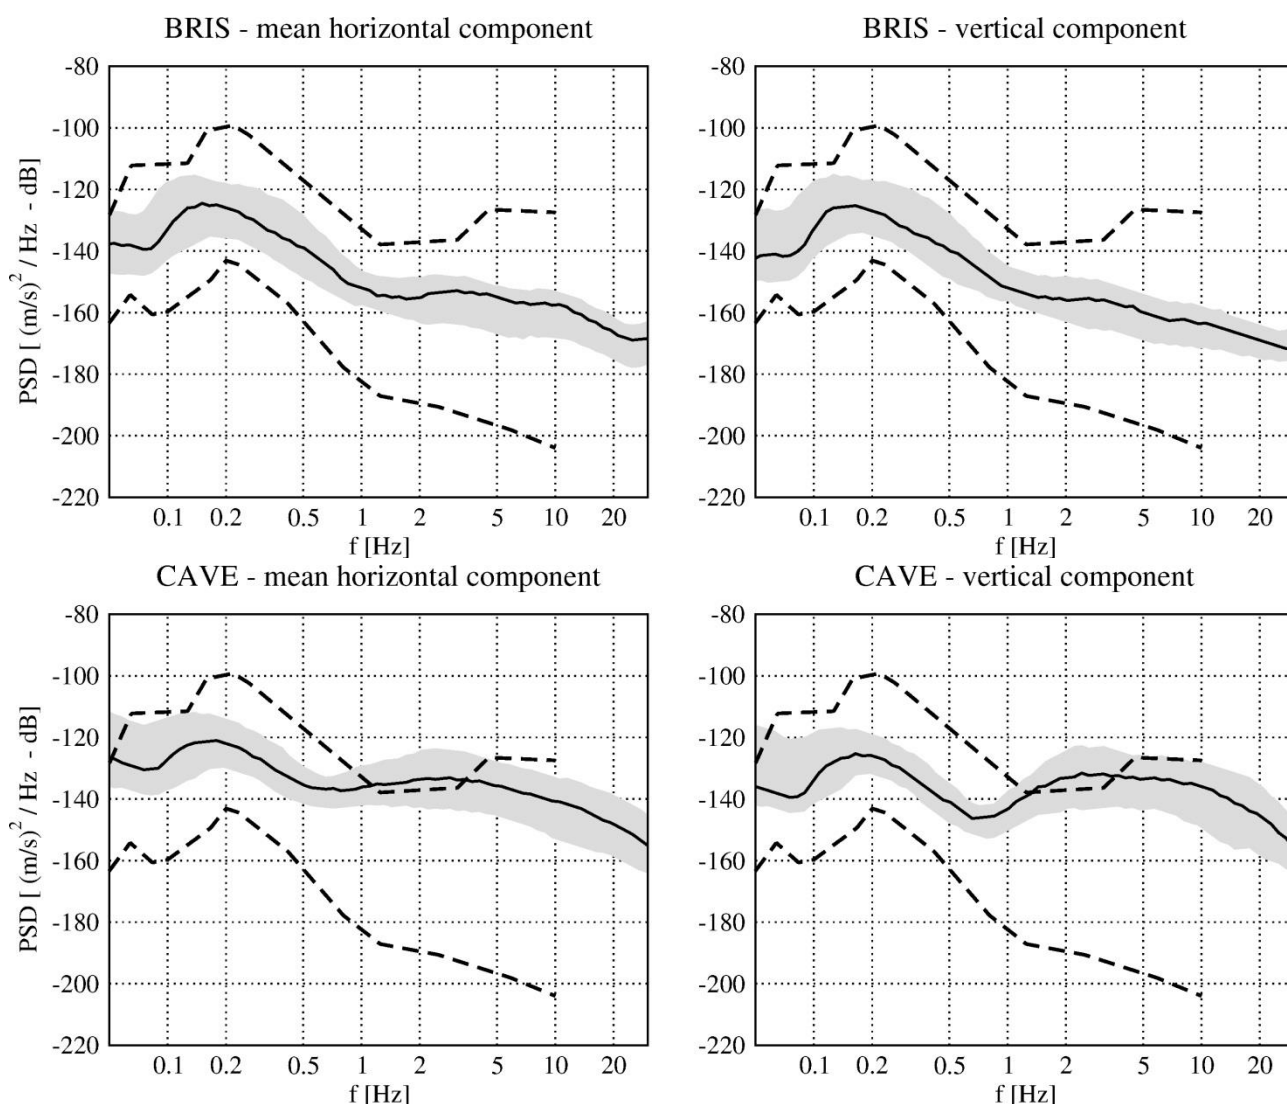 BRIS - mean horizontal component
-80
-100
-120
-140
-160
-180
-200
-220
PSD [ (m/s)² / Hz - dB]
0.1 0.2 0.5 1 2 5 10 20
f [Hz]
BRIS - vertical component
-80
-100
-120
-140
-160
-180
-200
-220
0.1 0.2 0.5 1 2 5 10 20
f [Hz]
CAVE - mean horizontal component
-80
-100
-120
-140
-160
-180
-200
-220
PSD [ (m/s)² / Hz - dB]
0.1 0.2 0.5 1 2 5 10 20
f [Hz]
CAVE - vertical component
-80
-100
-120
-140
-160
-180
-200
-220
0.1 0.2 0.5 1 2 5 10 20
f [Hz]